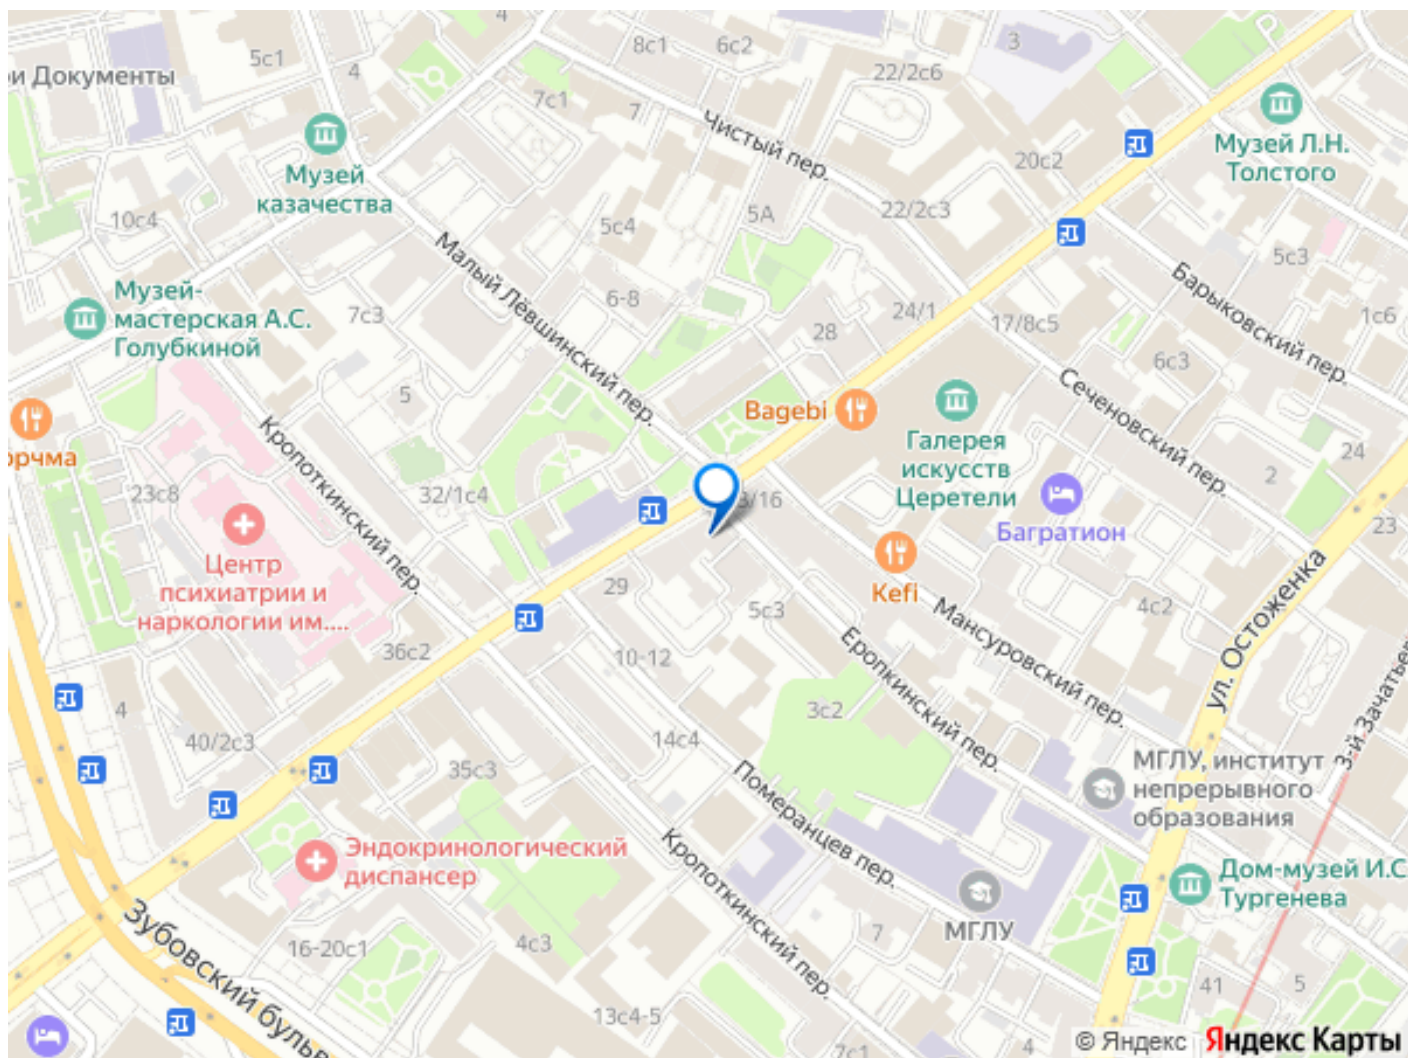 8с1
6с2
3
5с1
4
и Документы
22/2с6
7с1
7
Чистый пер.
Музей Л.Н.
Толстого
20с2
Музей
казачества
10с4
5с4
5А
22/2с3
5с3
Малый Лёвшинский пер.
Барыковский пер.
Музей-
мастерская А.С.
Голубкиной
7с3
6-8
24/1
17/8с5
1с6
28
6с3
5
Bagebi
Сеченовский пер.
Галерея
искусств
Церетели
24
Кропоткинский пер.
2
23с8
32/1с4
3/16
Багратион
23
Центр
психиатрии и
наркологии им....
29
Kefi
ул. Остоженка
5с3
4с2
Мансуровский пер.
Еропкинский пер.
36с2
10-12
3с2
4
40/2с3
14с4
35с3
Померанцев пер.
МГЛУ, институт
непрерывного
образования
Эндокринологический
диспансер
Кропоткинский пер.
Дом-музей И.С
Тургенева
МГЛУ
7
Зубовский
16-20с1
4с3
41
5
13с4-5
7с1
4
© Яндекс Яндекс Карты